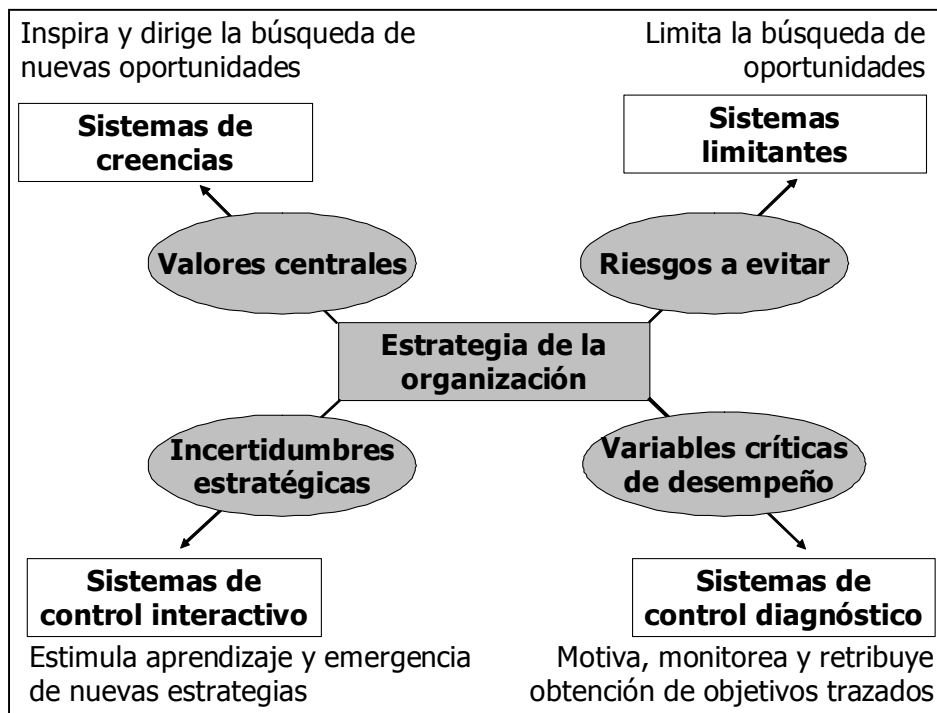 Inspira y dirige la búsqueda de
nuevas oportunidades
Limita la búsqueda de
oportunidades
Sistemas de
creencias
Sistemas
limitantes
Valores centrales
Riesgos a evitar
Estrategia de la
organización
Incertidumbres
estratégicas
Variables críticas
de desempeño
Sistemas de
control interactivo
Sistemas de
control diagnóstico
Estimula aprendizaje y emergencia
de nuevas estrategias
Motiva, monitorea y retribuye
obtención de objetivos trazados